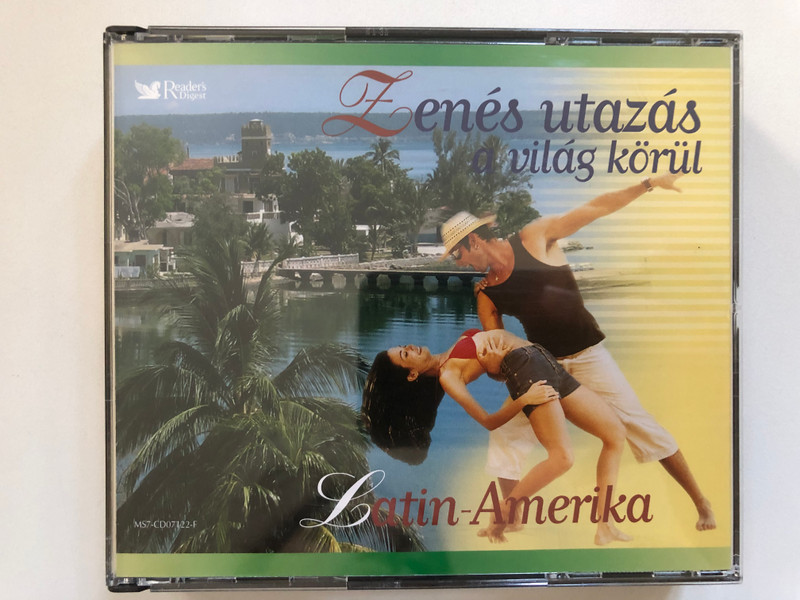 Reader's
Digest
Zenés utazás
a világ körül
Latin-Amerika
MS7-CD07122-F